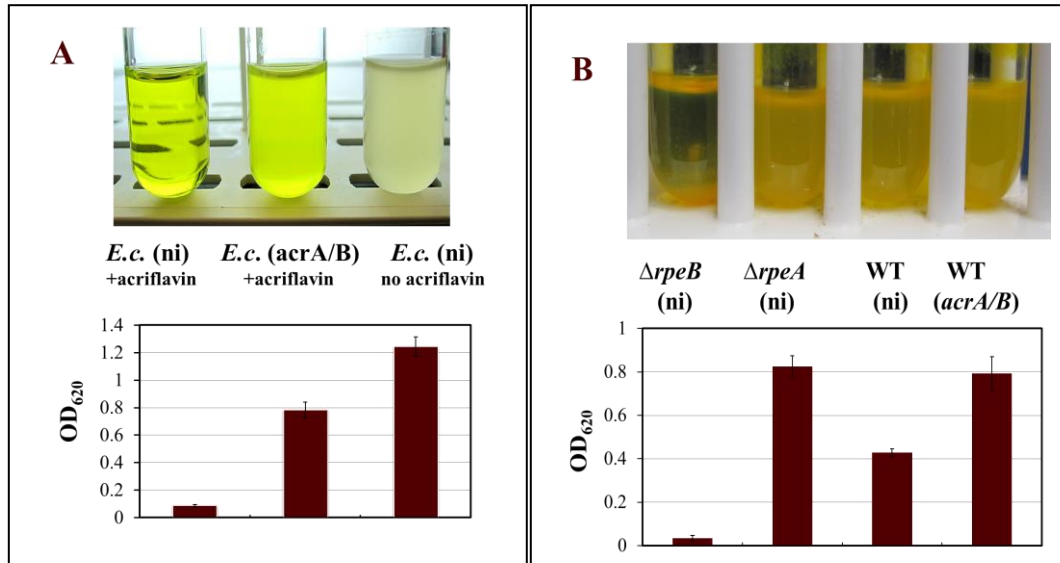 A
E.c. (ni) E.c. (acrA/B) E.c. (ni)
+acriflavin +acriflavin no acriflavin
1.4
1.2
1
0.8
0.6
0.4
0.2
0
OD620
B
ΔrpeB ΔrpeA WT WT
(ni) (ni) (ni) (acrA/B)
1
0.8
0.6
0.4
0.2
0
OD620